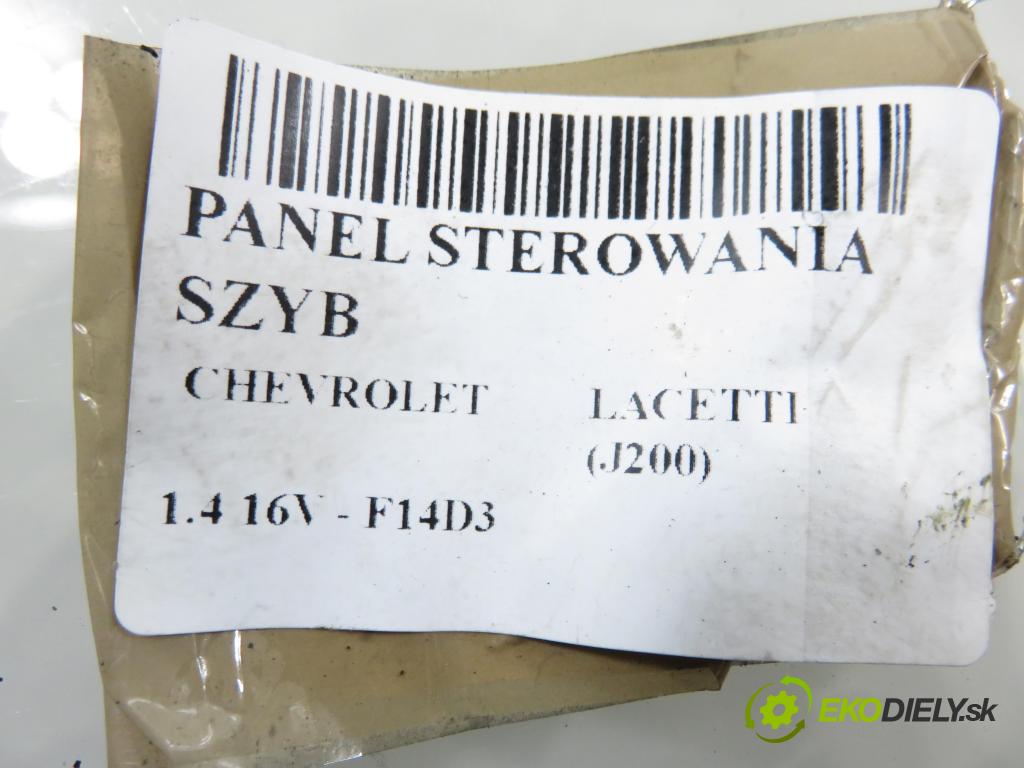 PANEL STEROWANIA
SZYB
CHEVROLET LACETTI
(J200)
1.4 16V - F14D3
EKODIELY.sk